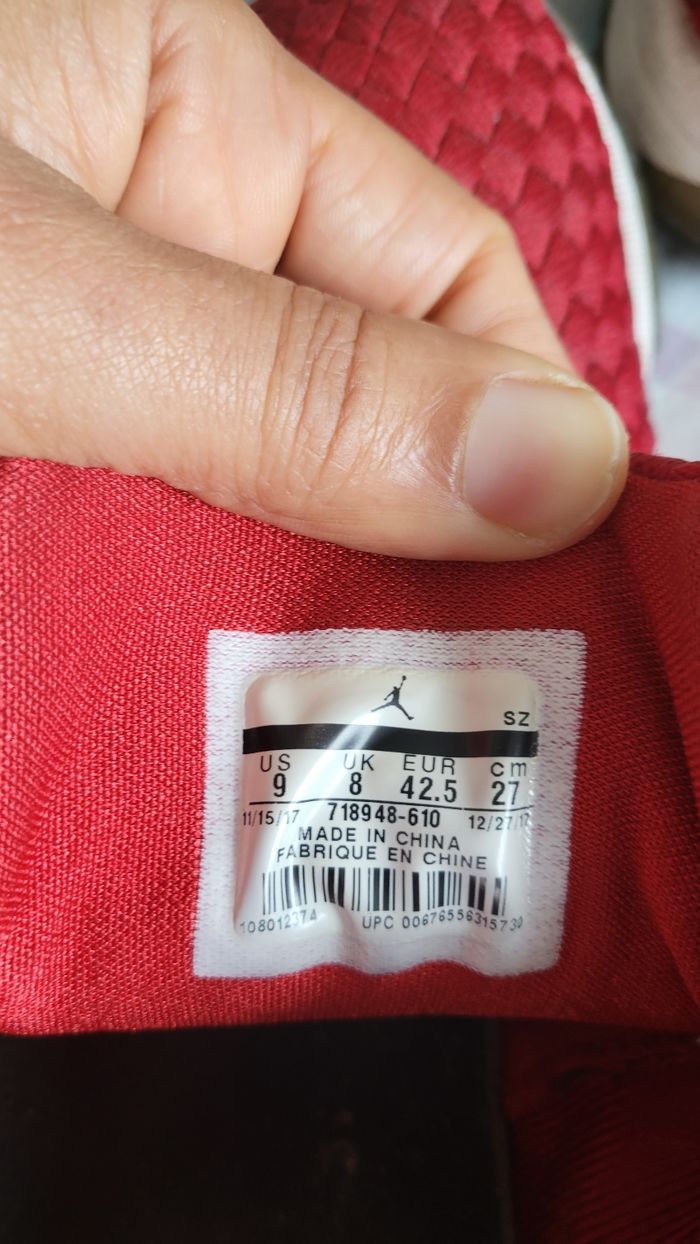 SZ
US UK EUR cm
9 8 42.5 27
11/15/17 718948-610 12/27/17
MADE IN CHINA
FABRIQUE EN CHINE
108012374 UPC 00676556315730